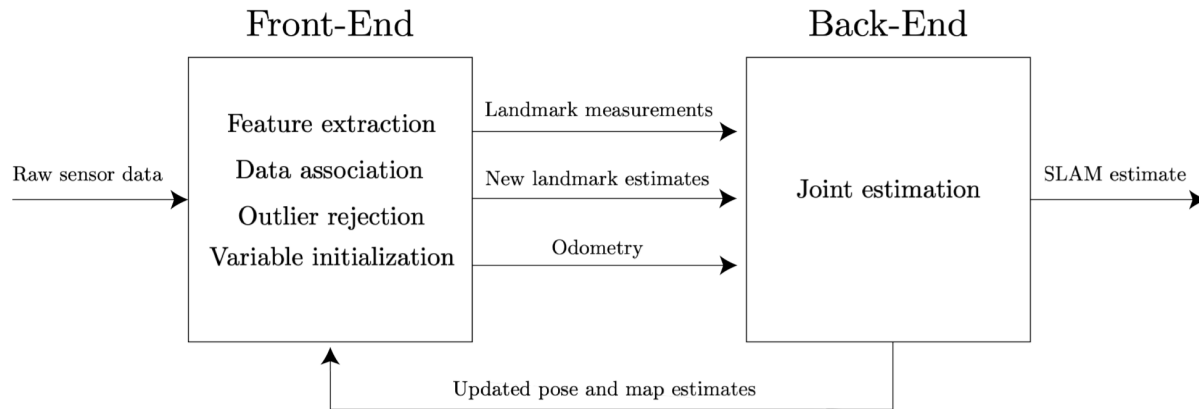 Front-End
Back-End
Raw sensor data
Feature extraction
Data association
Outlier rejection
Variable initialization
Landmark measurements
New landmark estimates
Odometry
Joint estimation
SLAM estimate
Updated pose and map estimates